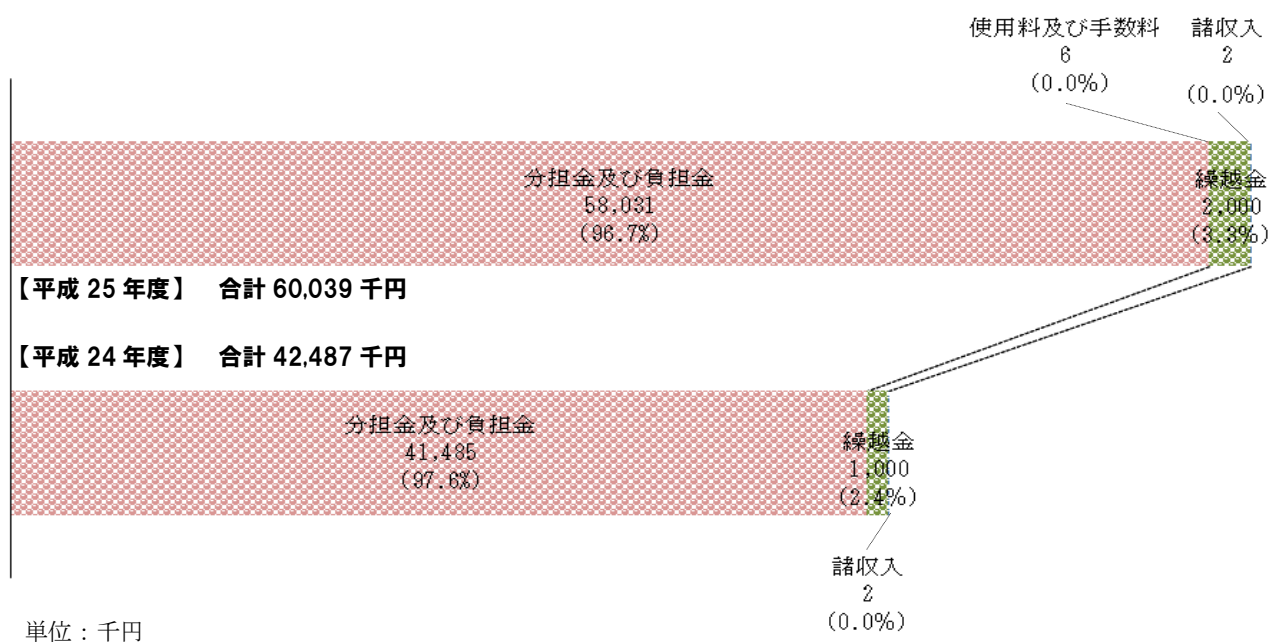 使用料及び手数料
6
(0.0%)
諸収入
2
(0.0%)
分担金及び負担金
58,031
(96.7%)
繰越金
2,000
(3.3%)
【平成 25 年度】 合計 60,039 千円
【平成 24 年度】 合計 42,487 千円
分担金及び負担金
41,485
(97.6%)
繰越金
1,000
(2.4%)
諸収入
2
(0.0%)
単位：千円